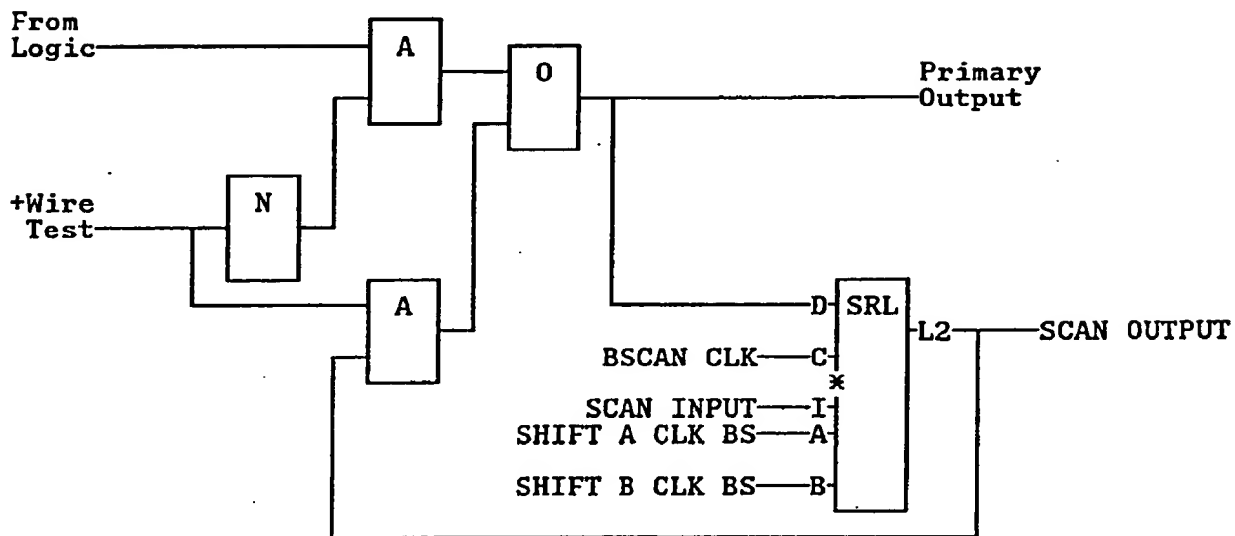 From
Logic
A
O
Primary
Output
+Wire
Test
N
A
D
SRL
L2
SCAN OUTPUT
BSCAN CLK
C
*
SCAN INPUT
I
SHIFT A CLK BS
A
SHIFT B CLK BS
B